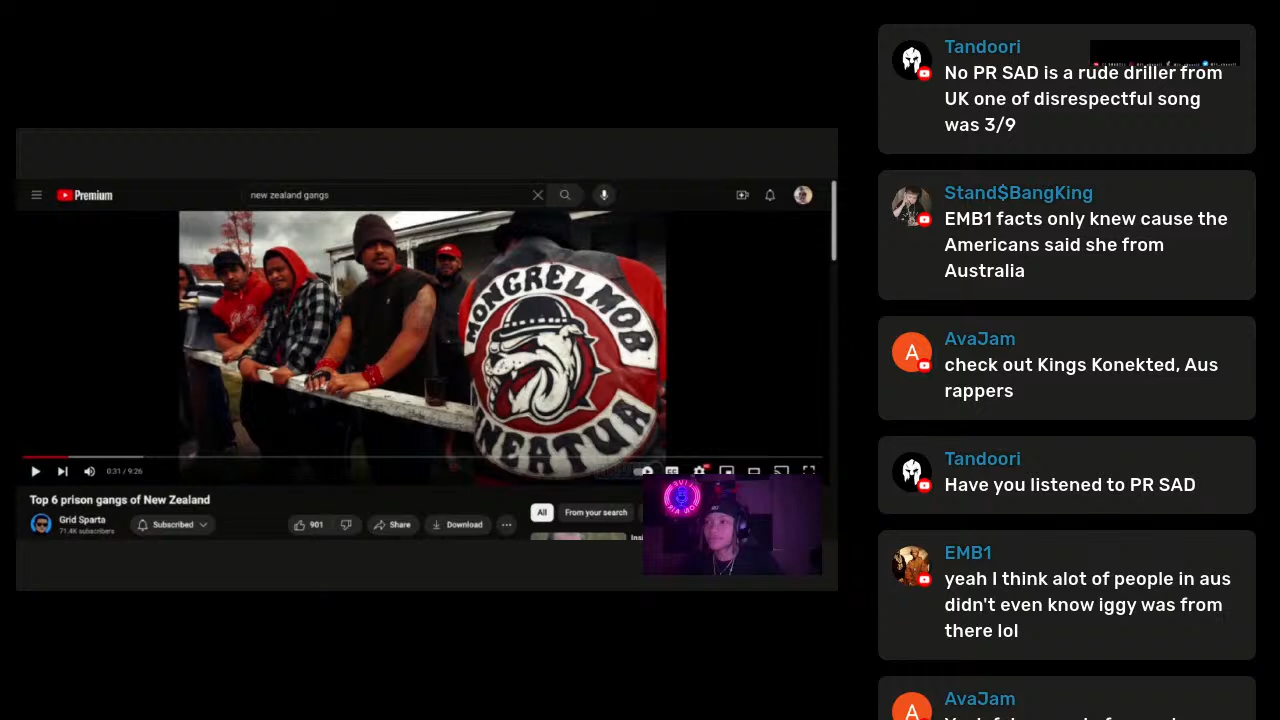 Premium
new zealand gangs
MONGREL MOB
0:31 / 9:26
Top 6 prison gangs of New Zealand
Grid Sparta
71.4K subscribers
Subscribed
901
Share
Download
All
From your search
Tandoori
No PR SAD is a rude driller from
UK one of disrespectful song
was 3/9
Stand$BangKing
EMB1 facts only knew cause the
Americans said she from
Australia
AvaJam
check out Kings Konekted, Aus
rappers
Tandoori
Have you listened to PR SAD
EMB1
yeah I think alot of people in aus
didn't even know iggy was from
there lol
AvaJam